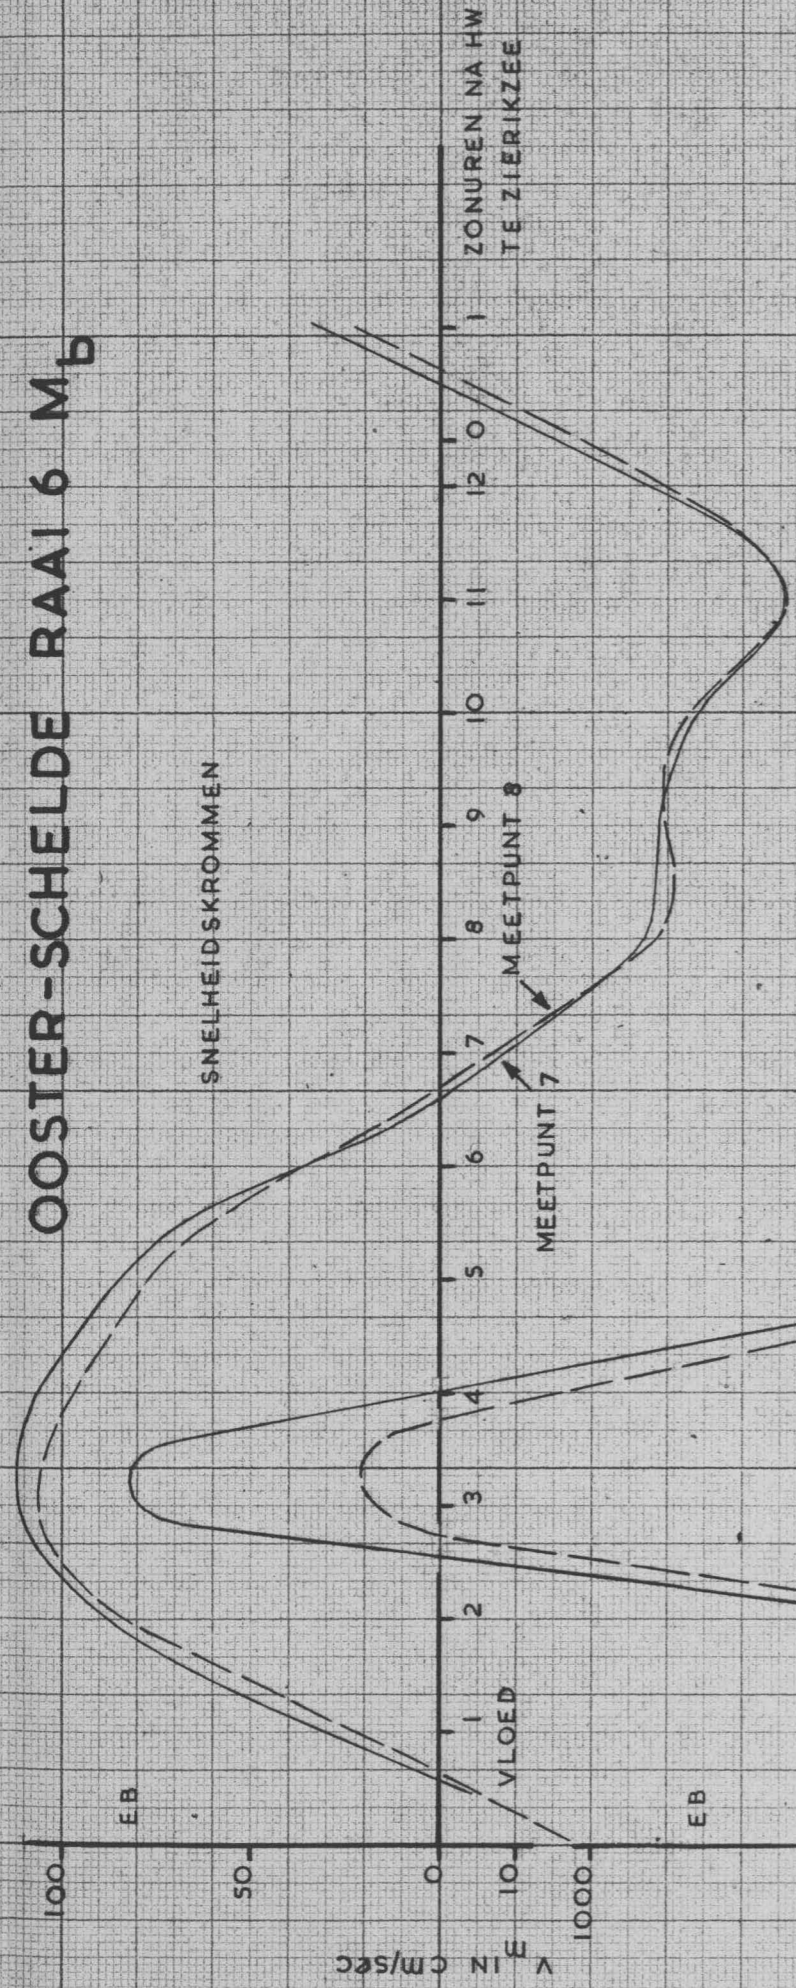 OOSTER-SCHELDE RAAI 6 Mb
SNELHEIDSKROMMEN
EB
100
50
0
10
1000
Vm IN CM/SEC
1 2 3 4 5 6 7 8 9 10 11 12 0 1
ZONUREN NA HW
TE ZIERIKZEE
VLOED
MEETPUNT 7
MEETPUNT 8
EB